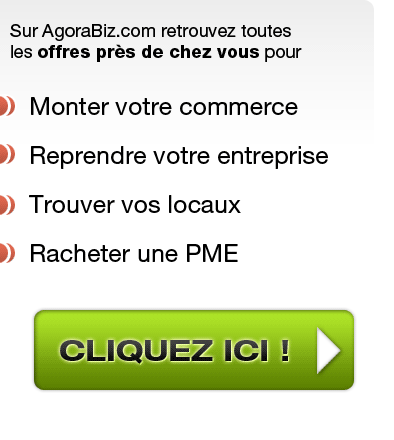 Sur AgoraBiz.com retrouvez toutes
les offres près de chez vous pour
Monter votre commerce
Reprendre votre entreprise
Trouver vos locaux
Racheter une PME
CLIQUEZ ICI !